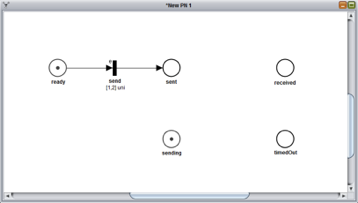 *New PN 1
e
ready
send
[1,2] uni
sent
received
sending
timedOut